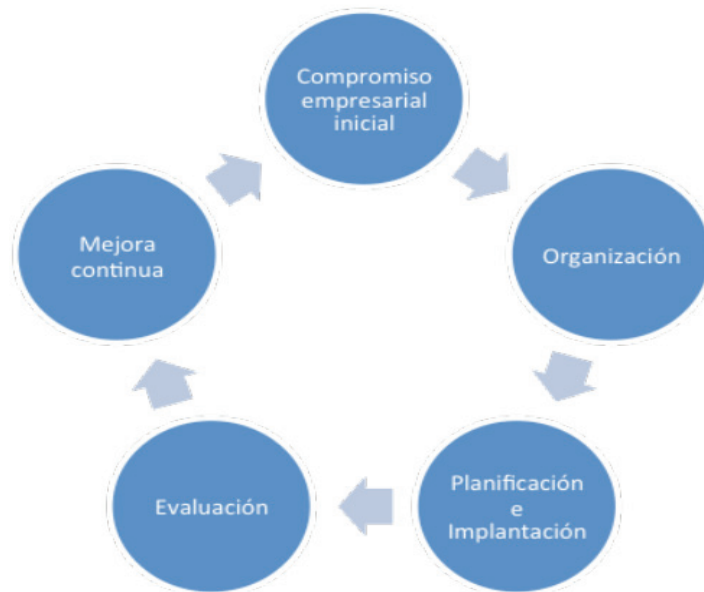 Compromiso
empresarial
inicial
Organización
Planificación
e
Implantación
Evaluación
Mejora
continua